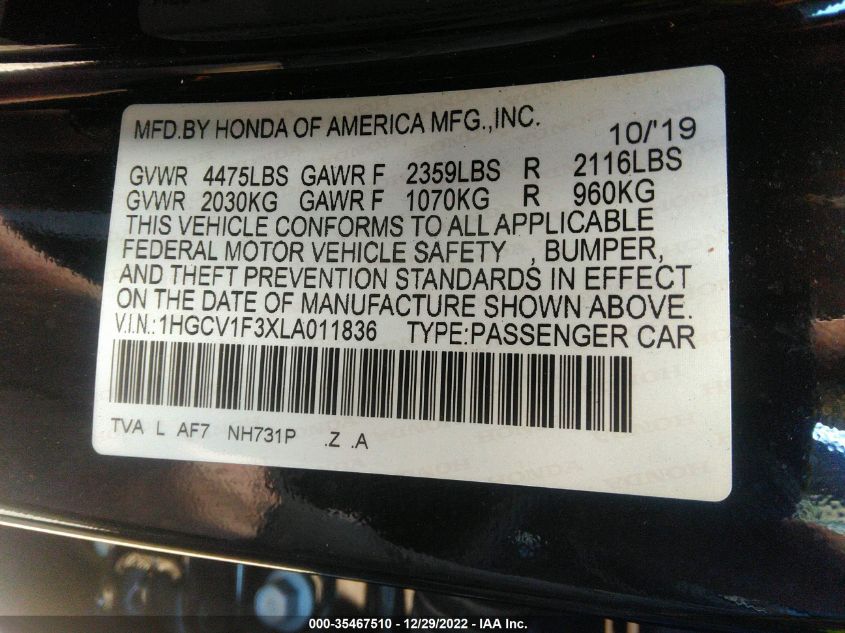 MFD.BY HONDA OF AMERICA MFG.,INC. 10/'19
GVWR 4475LBS GAWR F 2359LBS R 2116LBS
GVWR 2030KG GAWR F 1070KG R 960KG
THIS VEHICLE CONFORMS TO ALL APPLICABLE
FEDERAL MOTOR VEHICLE SAFETY , BUMPER,
AND THEFT PREVENTION STANDARDS IN EFFECT
ON THE DATE OF MANUFACTURE SHOWN ABOVE.
V.I.N.:1HGCV1F3XLA011836 TYPE:PASSENGER CAR
TVA L AF7 NH731P .Z .A
000-35467510 - 12/29/2022 - IAA Inc.